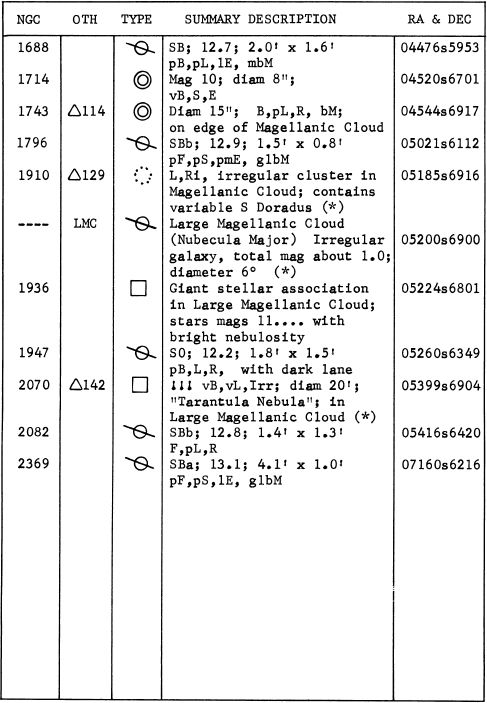 NGC OTH TYPE SUMMARY DESCRIPTION RA & DEC
1688 SB; 12.7; 2.0' x 1.6' 04476s5953
pB,pL,lE, mbM
1714 Mag 10; diam 8"; 04520s6701
vB,S,E
1743 △114 Diam 15"; B,pL,R, bM; 04544s6917
on edge of Magellanic Cloud
1796 SBb; 12.9; 1.5' x 0.8' 05021s6112
pF,pS,pmE, glbM
1910 △129 L,Ri, irregular cluster in 05185s6916
Magellanic Cloud; contains
variable S Doradus (*)
---- LMC Large Magellanic Cloud
(Nubecula Major) Irregular 05200s6900
galaxy, total mag about 1.0;
diameter 6° (*)
1936 Giant stellar association 05224s6801
in Large Magellanic Cloud;
stars mags 11.... with
bright nebulosity
1947 S0; 12.2; 1.8' x 1.5' 05260s6349
pB,L,R, with dark lane
2070 △142 !!! vB,vL,Irr; diam 20'; 05399s6904
"Tarantula Nebula"; in
Large Magellanic Cloud (*)
2082 SBb; 12.8; 1.4' x 1.3' 05416s6420
F,pL,R
2369 SBa; 13.1; 4.1' x 1.0' 07160s6216
pF,pS,lE, glbM